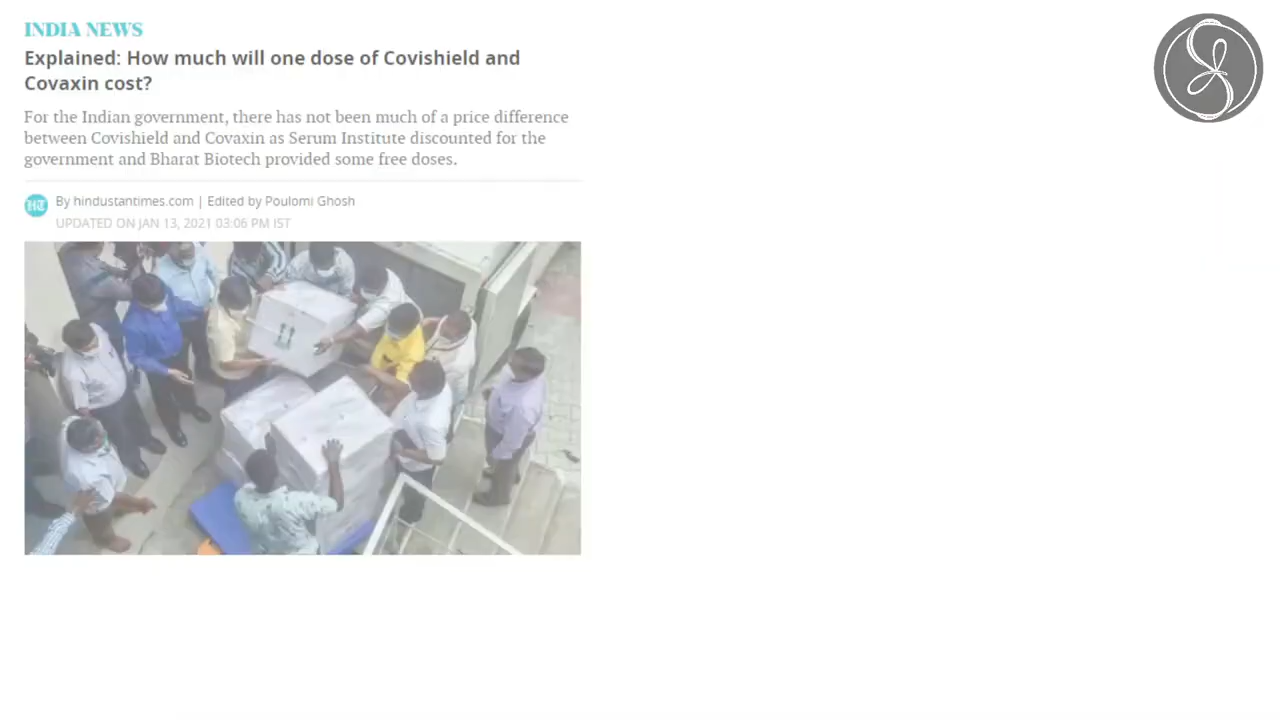 INDIA NEWS
Explained: How much will one dose of Covishield and
Covaxin cost?
For the Indian government, there has not been much of a price difference
between Covishield and Covaxin as Serum Institute discounted for the
government and Bharat Biotech provided some free doses.
HT
By hindustantimes.com | Edited by Poulomi Ghosh
UPDATED ON JAN 13, 2021 03:06 PM IST